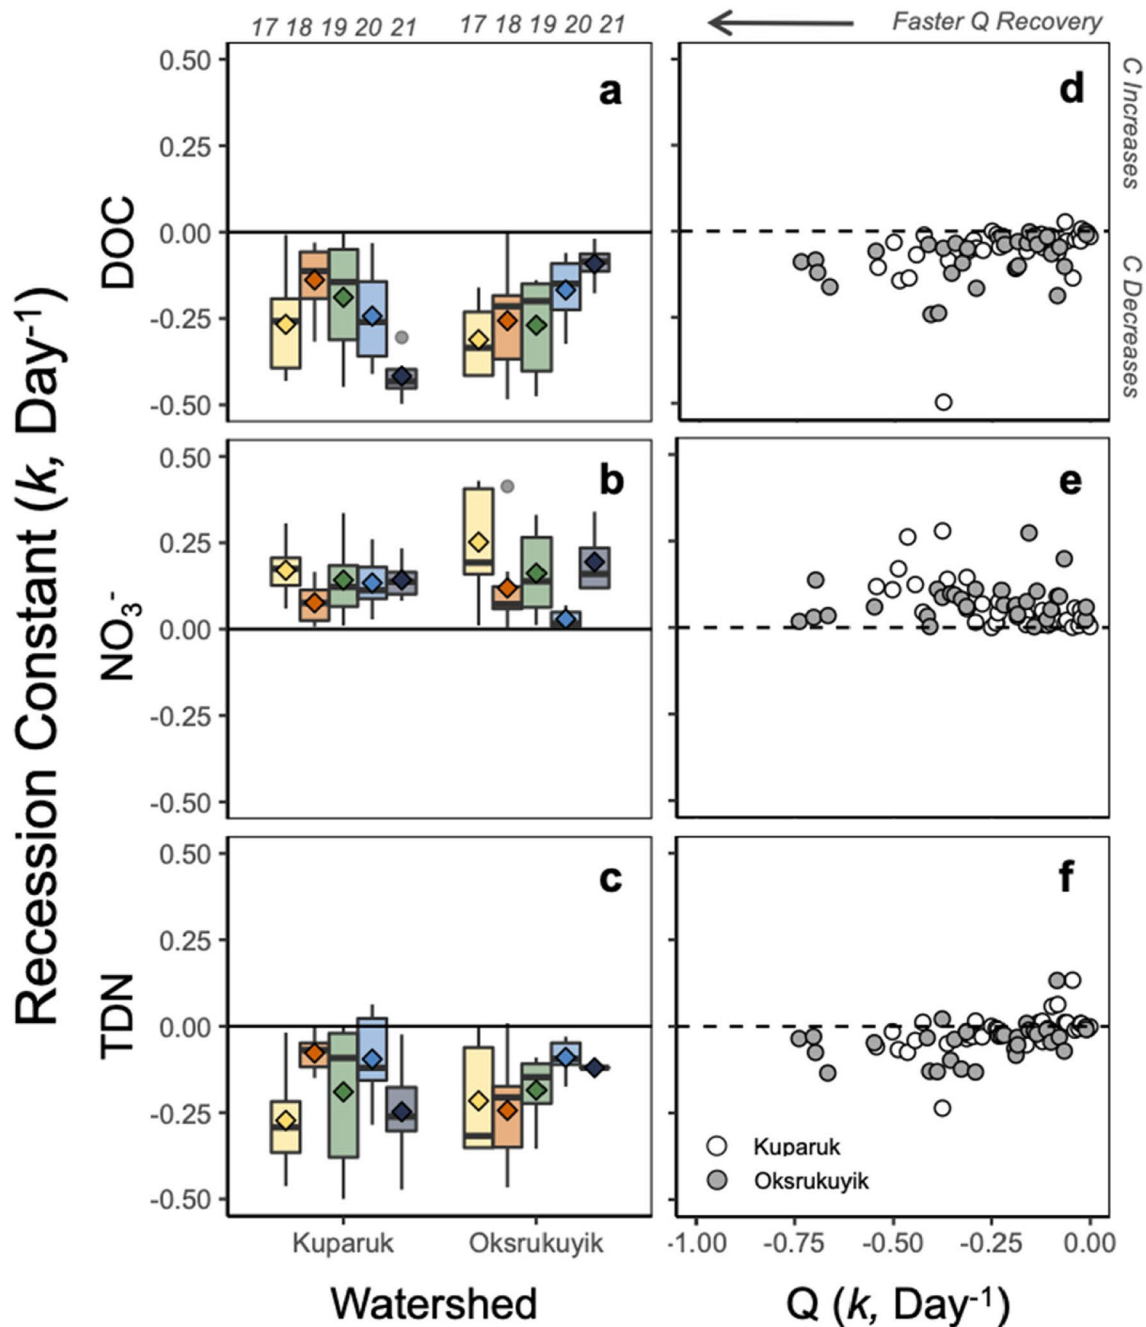 17 18 19 20 21
17 18 19 20 21
Faster Q Recovery
Recession Constant (k, Day-1)
DOC
0.50
0.25
0.00
-0.25
-0.50
a
d
C Increases
C Decreases
NO3-
0.50
0.25
0.00
-0.25
-0.50
b
e
TDN
0.50
0.25
0.00
-0.25
-0.50
c
f
Kuparuk
Oksrukuyik
Kuparuk
Oksrukuyik
-1.00
-0.75
-0.50
-0.25
0.00
Watershed
Q (k, Day-1)